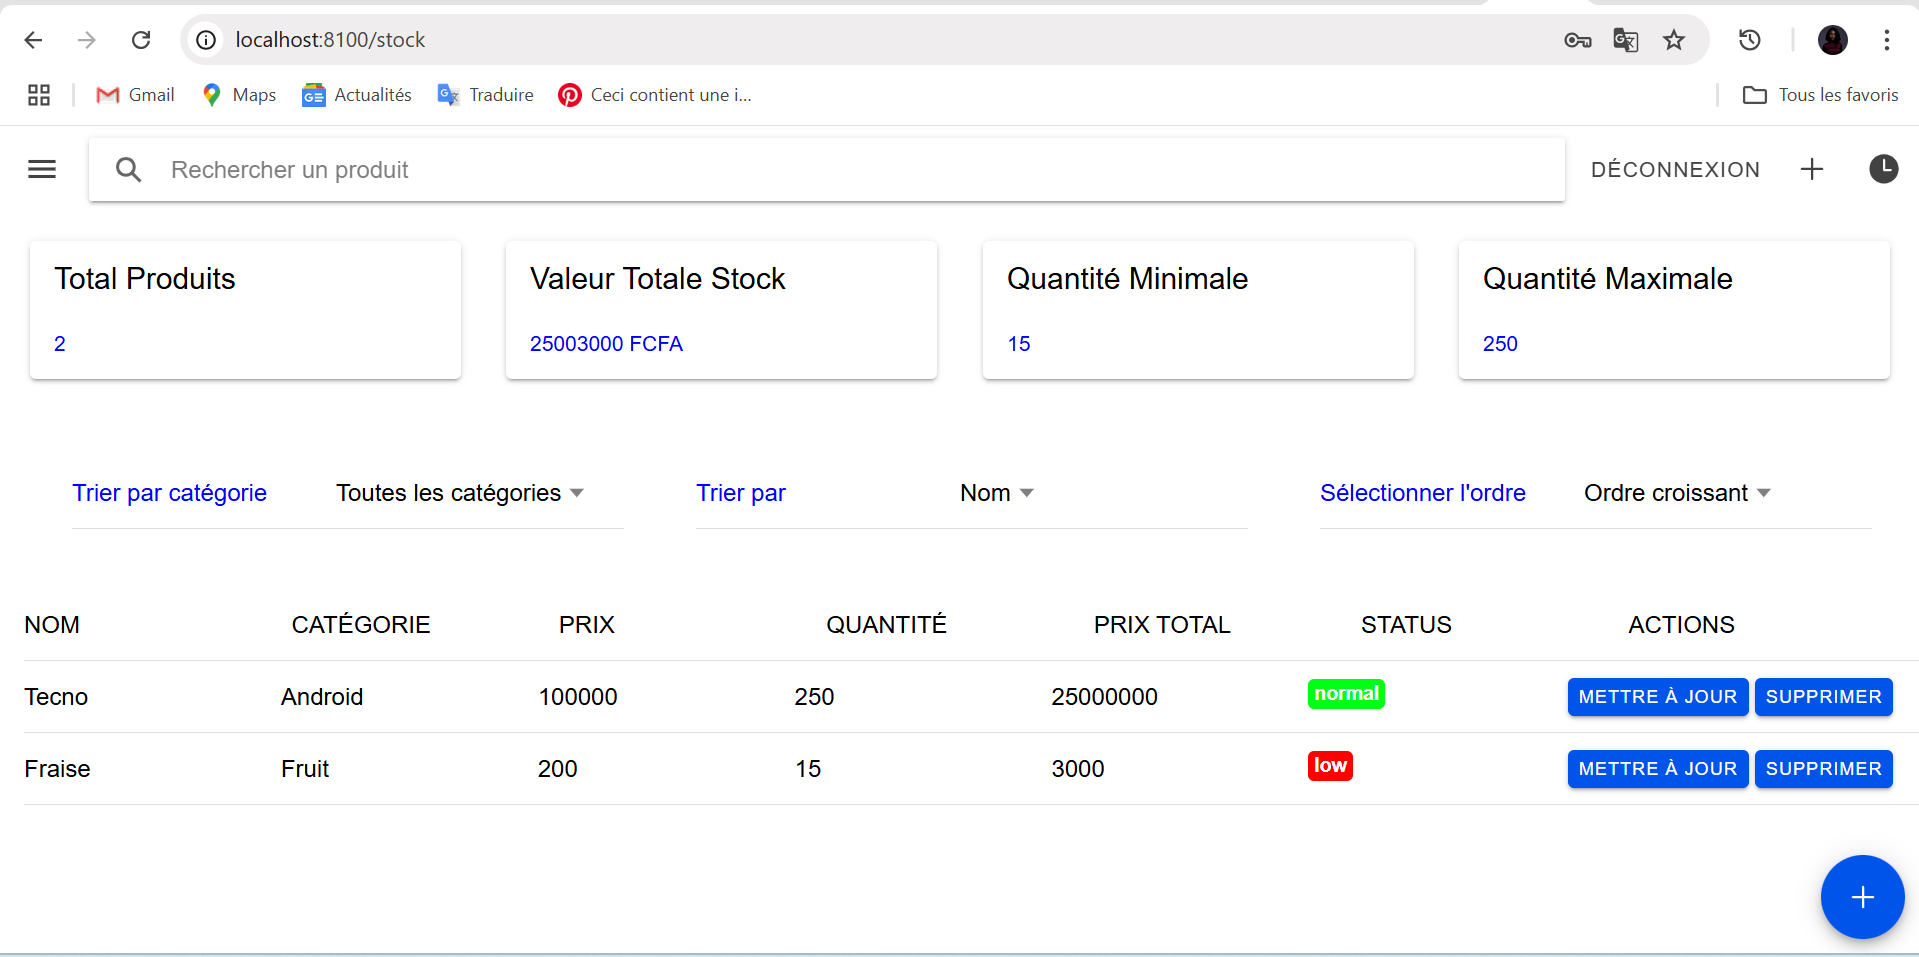 localhost:8100/stock
Gmail Maps Actualités Traduire Ceci contient une i... Tous les favoris
Rechercher un produit DÉCONNEXION
Total Produits Valeur Totale Stock Quantité Minimale Quantité Maximale
2 25003000 FCFA 15 250
Trier par catégorie Toutes les catégories Trier par Nom Sélectionner l'ordre Ordre croissant
NOM CATÉGORIE PRIX QUANTITÉ PRIX TOTAL STATUS ACTIONS
Tecno Android 100000 250 25000000 normal METTRE À JOUR SUPPRIMER
Fraise Fruit 200 15 3000 low METTRE À JOUR SUPPRIMER